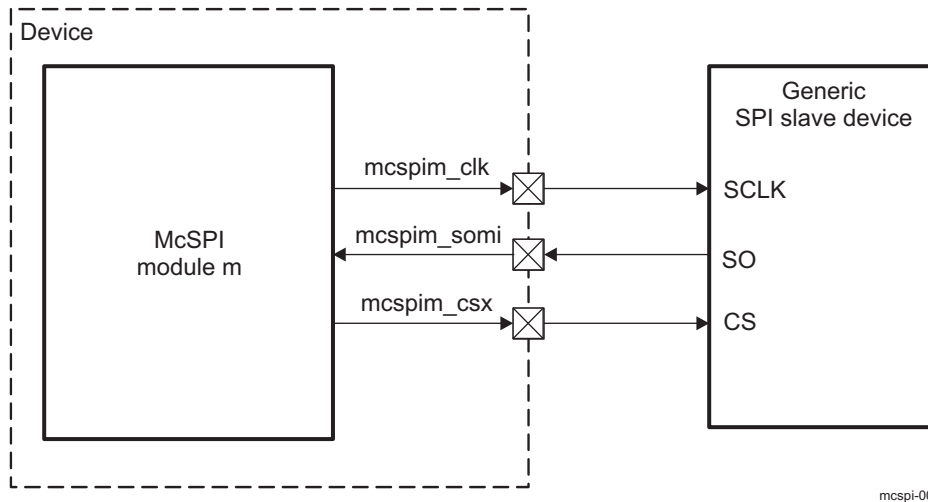 Device
Generic
SPI slave device
mcspim_clk
SCLK
McSPI
module m
mcspim_somi
SO
mcspim_csx
CS